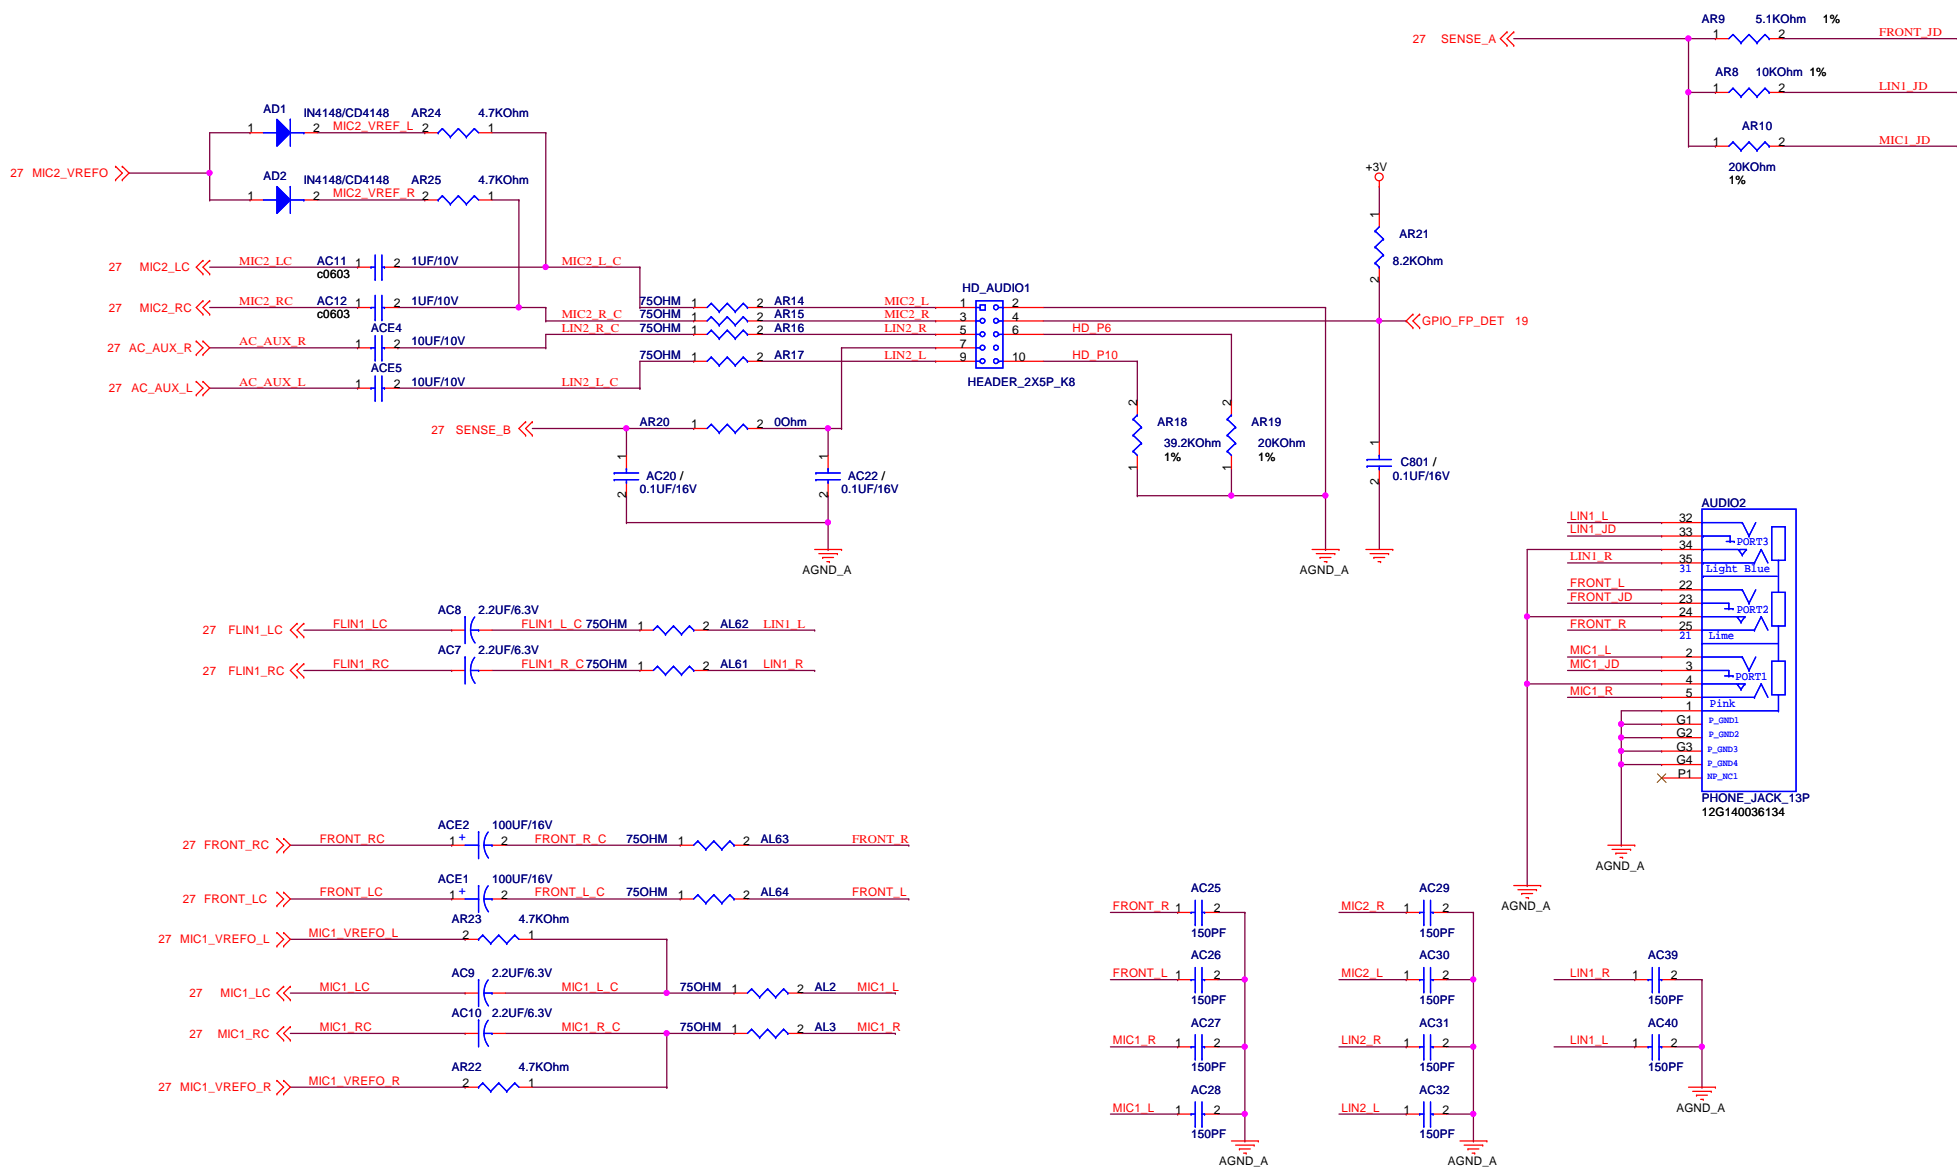 AR9 5.1KOhm 1%
27 SENSE_A 1 2 FRONT_JD
AR8 10KOhm 1%
1 2 LIN1_JD
AR10
1 2 MIC1_JD
20KOhm
1%
AD1 IN4148/CD4148 AR24 4.7KOhm
1 2 MIC2_VREF_L 2 1
27 MIC2_VREFO
AD2 IN4148/CD4148 AR25 4.7KOhm
1 2 MIC2_VREF_R 2 1
+3V
1
AR21
8.2KOhm
2
27 MIC2_LC MIC2_LC AC11 1 2 1UF/10V MIC2_L_C
c0603
27 MIC2_RC MIC2_RC AC12 1 2 1UF/10V
c0603
HD_AUDIO1
75OHM 1 2 AR14 MIC2_L 1 2
MIC2_R_C 75OHM 1 2 AR15 MIC2_R 3 4
GPIO_FP_DET 19
LIN2_R_C 75OHM 1 2 AR16 LIN2_R 5 6 HD_P6
7
75OHM 1 2 AR17 LIN2_L 9 10 HD_P10
HEADER_2X5P_K8
ACE4
27 AC_AUX_R AC_AUX_R 1 2 10UF/10V
ACE5
27 AC_AUX_L AC_AUX_L 1 2 10UF/10V LIN2_L_C
27 SENSE_B AR20 1 2 0Ohm
1 1
AC20 / AC22 /
0.1UF/16V 0.1UF/16V
2 2
AGND_A
2 2
AR18 AR19
39.2KOhm 20KOhm
1% 1%
1 1
AGND_A
1
C801 /
0.1UF/16V
2
AUDIO2
LIN1_L 32
LIN1_JD 33
PORT3
34
LIN1_R 35
31 Light Blue
FRONT_L 22
FRONT_JD 23
PORT2
24
FRONT_R 25
21 Lime
MIC1_L 2
MIC1_JD 3
PORT1
4
MIC1_R 5
Pink
1
G1 P_GND1
G2 P_GND2
G3 P_GND3
G4 P_GND4
P1 NP_NC1
PHONE_JACK_13P
12G140036134
AGND_A
AGND_A
AC8 2.2UF/6.3V
27 FLIN1_LC FLIN1_LC FLIN1_L_C 75OHM 1 2 AL62 LIN1_L
AC7 2.2UF/6.3V
27 FLIN1_RC FLIN1_RC FLIN1_R_C 75OHM 1 2 AL61 LIN1_R
ACE2 100UF/16V
27 FRONT_RC FRONT_RC 1 + 2 FRONT_R_C 75OHM 1 2 AL63 FRONT_R
ACE1 100UF/16V
27 FRONT_LC FRONT_LC 1 + 2 FRONT_L_C 75OHM 1 2 AL64 FRONT_L
AR23 4.7KOhm
27 MIC1_VREFO_L MIC1_VREFO_L 2 1
AC9 2.2UF/6.3V
27 MIC1_LC MIC1_LC MIC1_L_C 75OHM 1 2 AL2 MIC1_L
AC10 2.2UF/6.3V
27 MIC1_RC MIC1_RC MIC1_R_C 75OHM 1 2 AL3 MIC1_R
AR22 4.7KOhm
27 MIC1_VREFO_R MIC1_VREFO_R 2 1
AC25
FRONT_R 1 2
150PF
AC26
FRONT_L 1 2
150PF
AC27
MIC1_R 1 2
150PF
AC28
MIC1_L 1 2
150PF
AGND_A
AC29
MIC2_R 1 2
150PF
AC30
MIC2_L 1 2
150PF
AC31
LIN2_R 1 2
150PF
AC32
LIN2_L 1 2
150PF
AGND_A
AC39
LIN1_R 1 2
150PF
AC40
LIN1_L 1 2
150PF
AGND_A